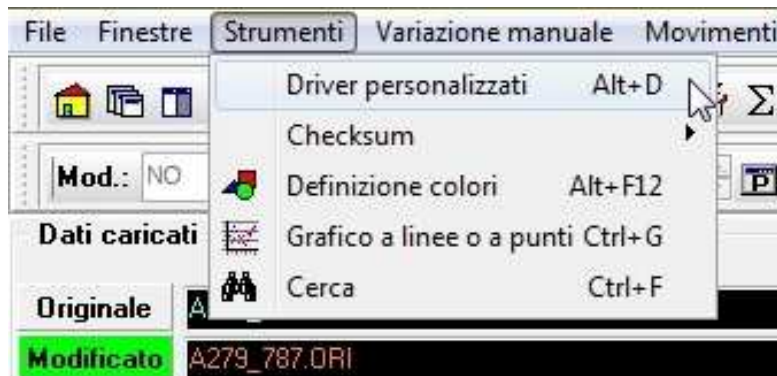 File Finestre Strumenti Variazione manuale Movimenti
Driver personalizzati Alt+D
Checksum
Mod.: NO
Definizione colori Alt+F12
Dati caricati
Grafico a linee o a punti Ctrl+G
Cerca Ctrl+F
Originale A
Modificato A279_787.ORI